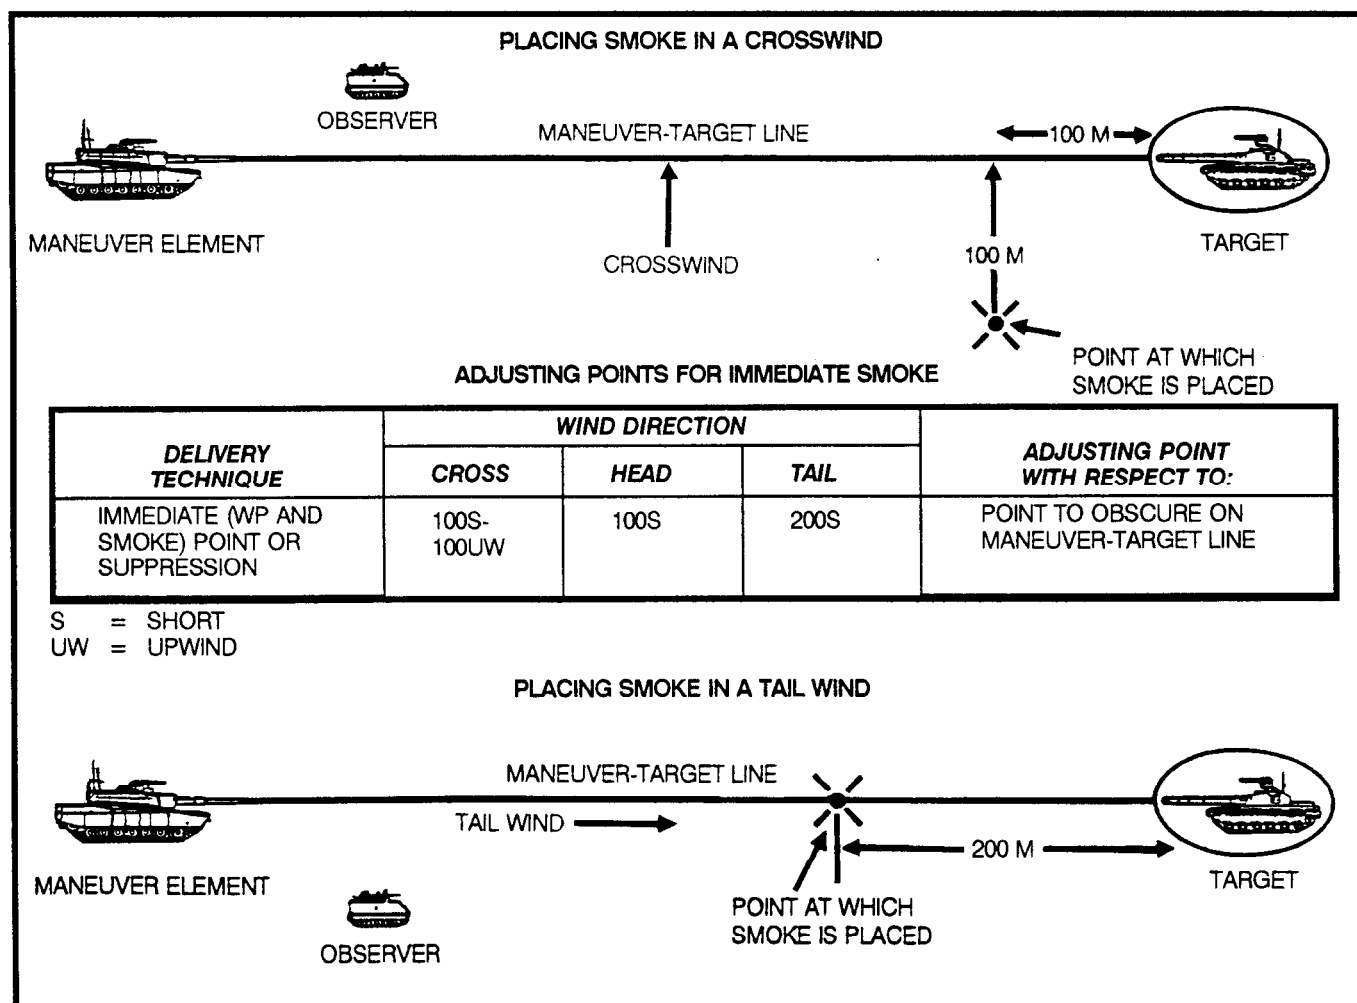 PLACING SMOKE IN A CROSSWIND
OBSERVER
MANEUVER-TARGET LINE
100 M
MANEUVER ELEMENT
CROSSWIND
100 M
TARGET
POINT AT WHICH
SMOKE IS PLACED
ADJUSTING POINTS FOR IMMEDIATE SMOKE
DELIVERY
TECHNIQUE
WIND DIRECTION
CROSS
HEAD
TAIL
ADJUSTING POINT
WITH RESPECT TO:
IMMEDIATE (WP AND
SMOKE) POINT OR
SUPPRESSION
100S-
100UW
100S
200S
POINT TO OBSCURE ON
MANEUVER-TARGET LINE
S = SHORT
UW = UPWIND
PLACING SMOKE IN A TAIL WIND
MANEUVER-TARGET LINE
TAIL WIND
200 M
MANEUVER ELEMENT
TARGET
OBSERVER
POINT AT WHICH
SMOKE IS PLACED